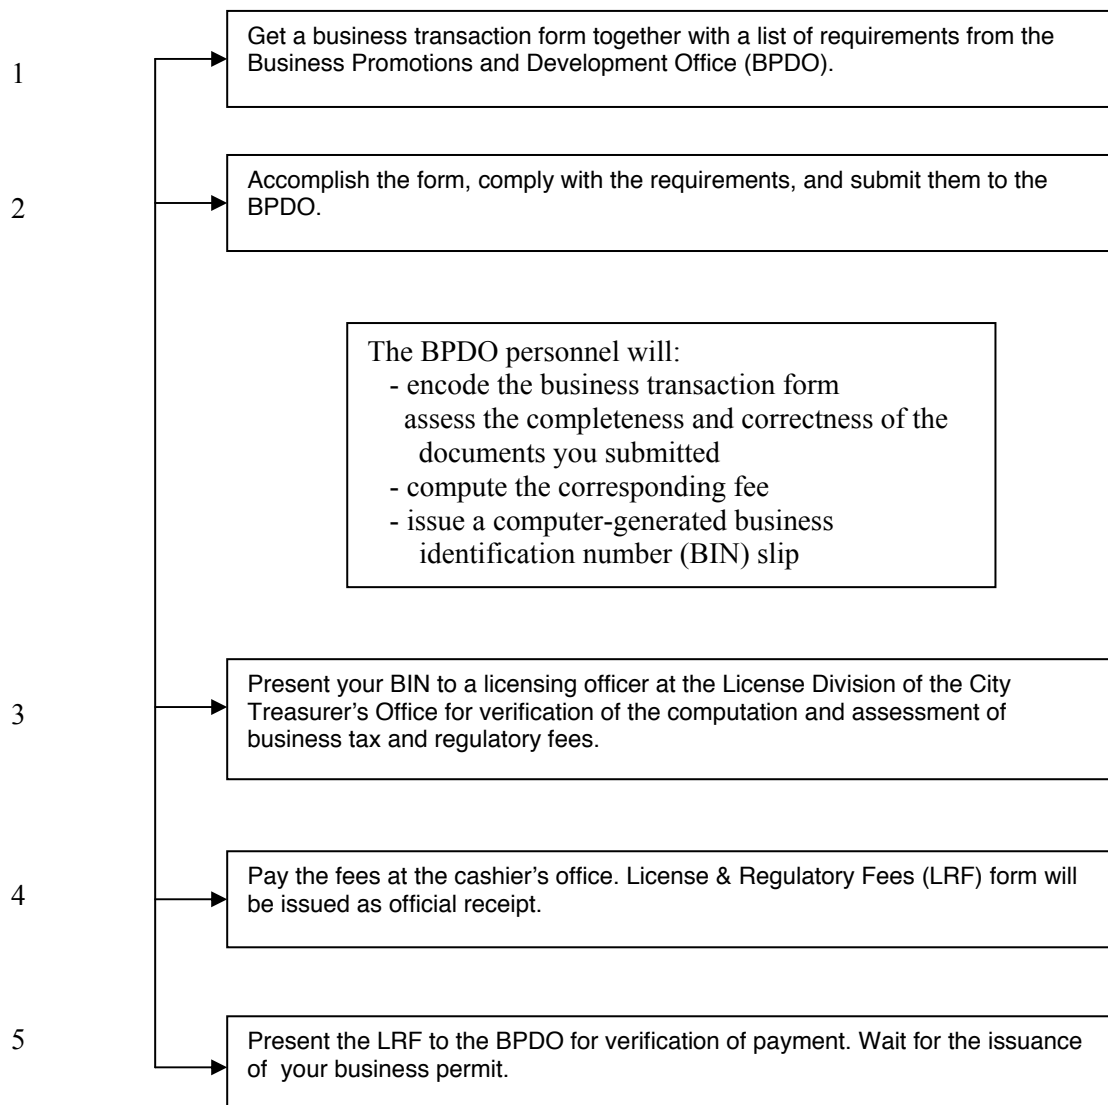 1
Get a business transaction form together with a list of requirements from the
Business Promotions and Development Office (BPDO).
2
Accomplish the form, comply with the requirements, and submit them to the
BPDO.
The BPDO personnel will:
- encode the business transaction form
assess the completeness and correctness of the
documents you submitted
- compute the corresponding fee
- issue a computer-generated business
identification number (BIN) slip
3
Present your BIN to a licensing officer at the License Division of the City
Treasurer’s Office for verification of the computation and assessment of
business tax and regulatory fees.
4
Pay the fees at the cashier’s office. License & Regulatory Fees (LRF) form will
be issued as official receipt.
5
Present the LRF to the BPDO for verification of payment. Wait for the issuance
of your business permit.